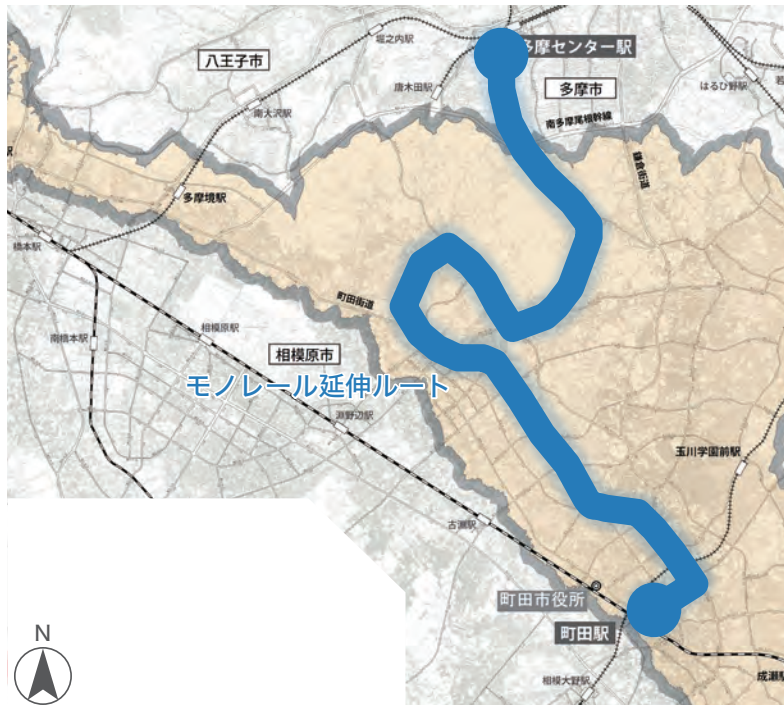 堀之内駅
多摩センター駅
八王子市
唐木田駅
多摩市
はるひ野駅
南大沢駅
南多摩尾根幹線
鎌倉街道
駅
多摩境駅
橋本駅
町田街道
相模原駅
南橋本駅
相模原市
モノレール延伸ルート
淵野辺駅
玉川学園前駅
古淵駅
町田市役所
町田駅
N
成瀬駅
相模大野駅